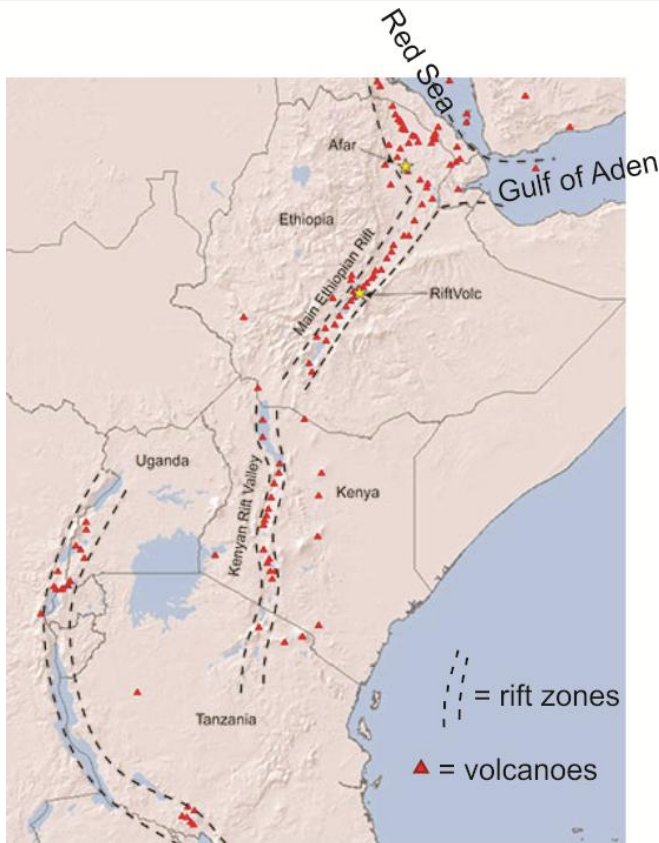 Red Sea
Afar
Gulf of Aden
Ethiopia
Main Ethiopian Rift
RiftVolc
Uganda
Kenyan Rift Valley
Kenya
= rift zones
Tanzania
= volcanoes